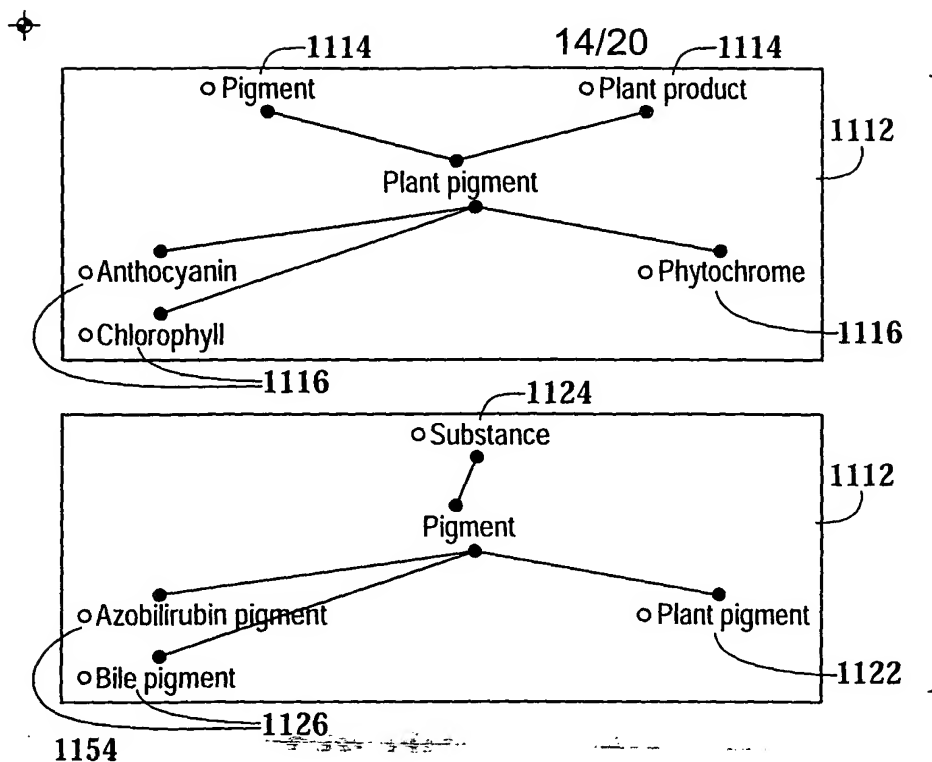 1114 14/20 1114
Pigment Plant product
1112
Plant pigment
Anthocyanin Phytochrome
Chlorophyll 1116
1116
1124
Substance
1112
Pigment
Azobilirubin pigment Plant pigment
Bile pigment 1122
1126
1154